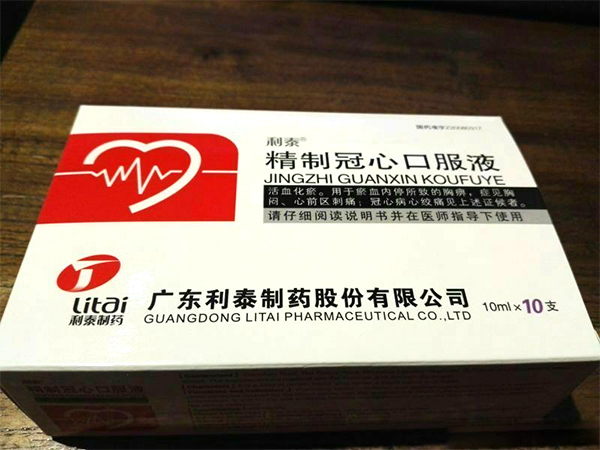 利泰®
精制冠心口服液
JINGZHI GUANXIN KOUFUYE
活血化瘀。用于瘀血内停所致的胸痹，症见胸
闷、心前区刺痛；冠心病心绞痛见上述证候者。
请仔细阅读说明书并在医师指导下使用
Litai
利泰制药
广东利泰制药股份有限公司
GUANGDONG LITAI PHARMACEUTICAL CO.,LTD
10ml×10支
精制冠心口服液